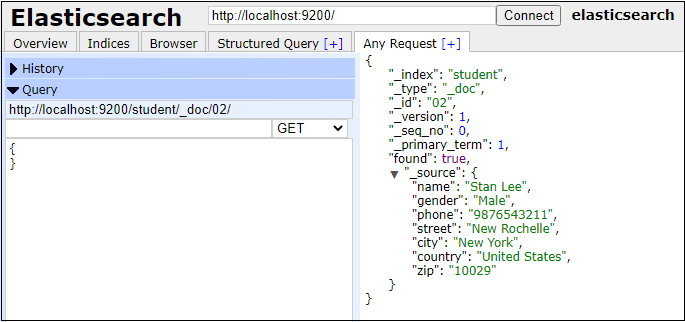 Elasticsearch http://localhost:9200/ Connect elasticsearch
Overview Indices Browser Structured Query [+] Any Request [+]
History
Query
http://localhost:9200/student/_doc/02/
GET
{
}
{
"_index": "student",
"_type": "_doc",
"_id": "02",
"_version": 1,
"_seq_no": 0,
"_primary_term": 1,
"found": true,
"_source": {
"name": "Stan Lee",
"gender": "Male",
"phone": "9876543211",
"street": "New Rochelle",
"city": "New York",
"country": "United States",
"zip": "10029"
}
}